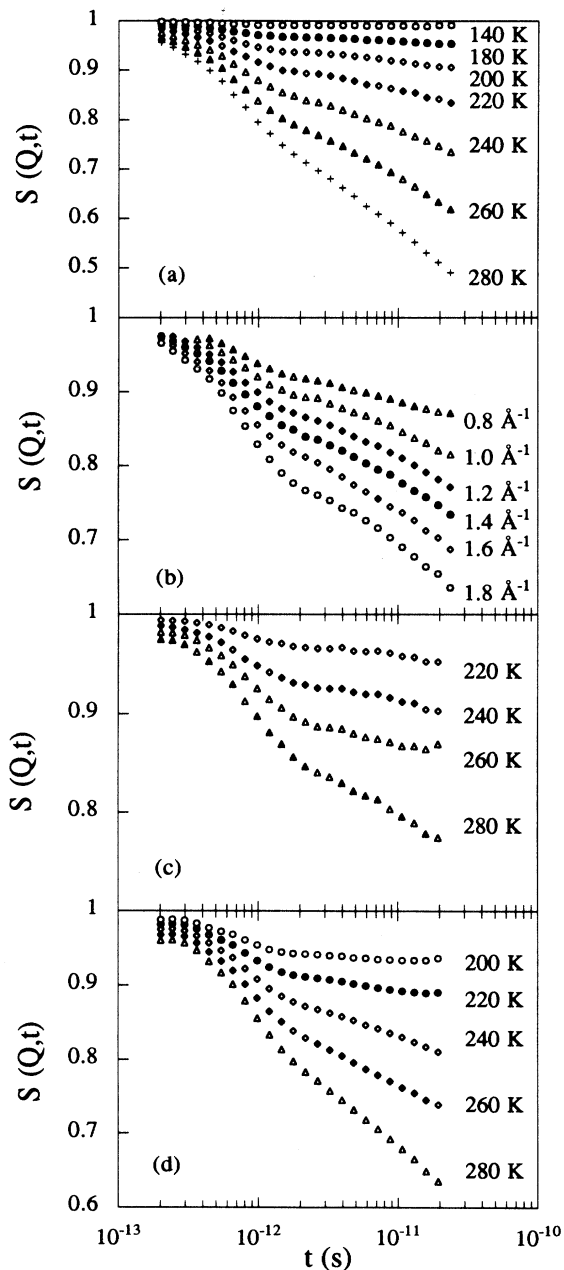 1
0.9
0.8
0.7
0.6
0.5
S (Q,t)
140 K
180 K
200 K
220 K
240 K
260 K
280 K
(a)
1
0.9
0.8
0.7
S (Q,t)
0.8 Å⁻¹
1.0 Å⁻¹
1.2 Å⁻¹
1.4 Å⁻¹
1.6 Å⁻¹
1.8 Å⁻¹
(b)
1
0.9
0.8
S (Q,t)
220 K
240 K
260 K
280 K
(c)
1
0.9
0.8
0.7
0.6
S (Q,t)
200 K
220 K
240 K
260 K
280 K
(d)
10⁻¹³ 10⁻¹² 10⁻¹¹ 10⁻¹⁰
t (s)